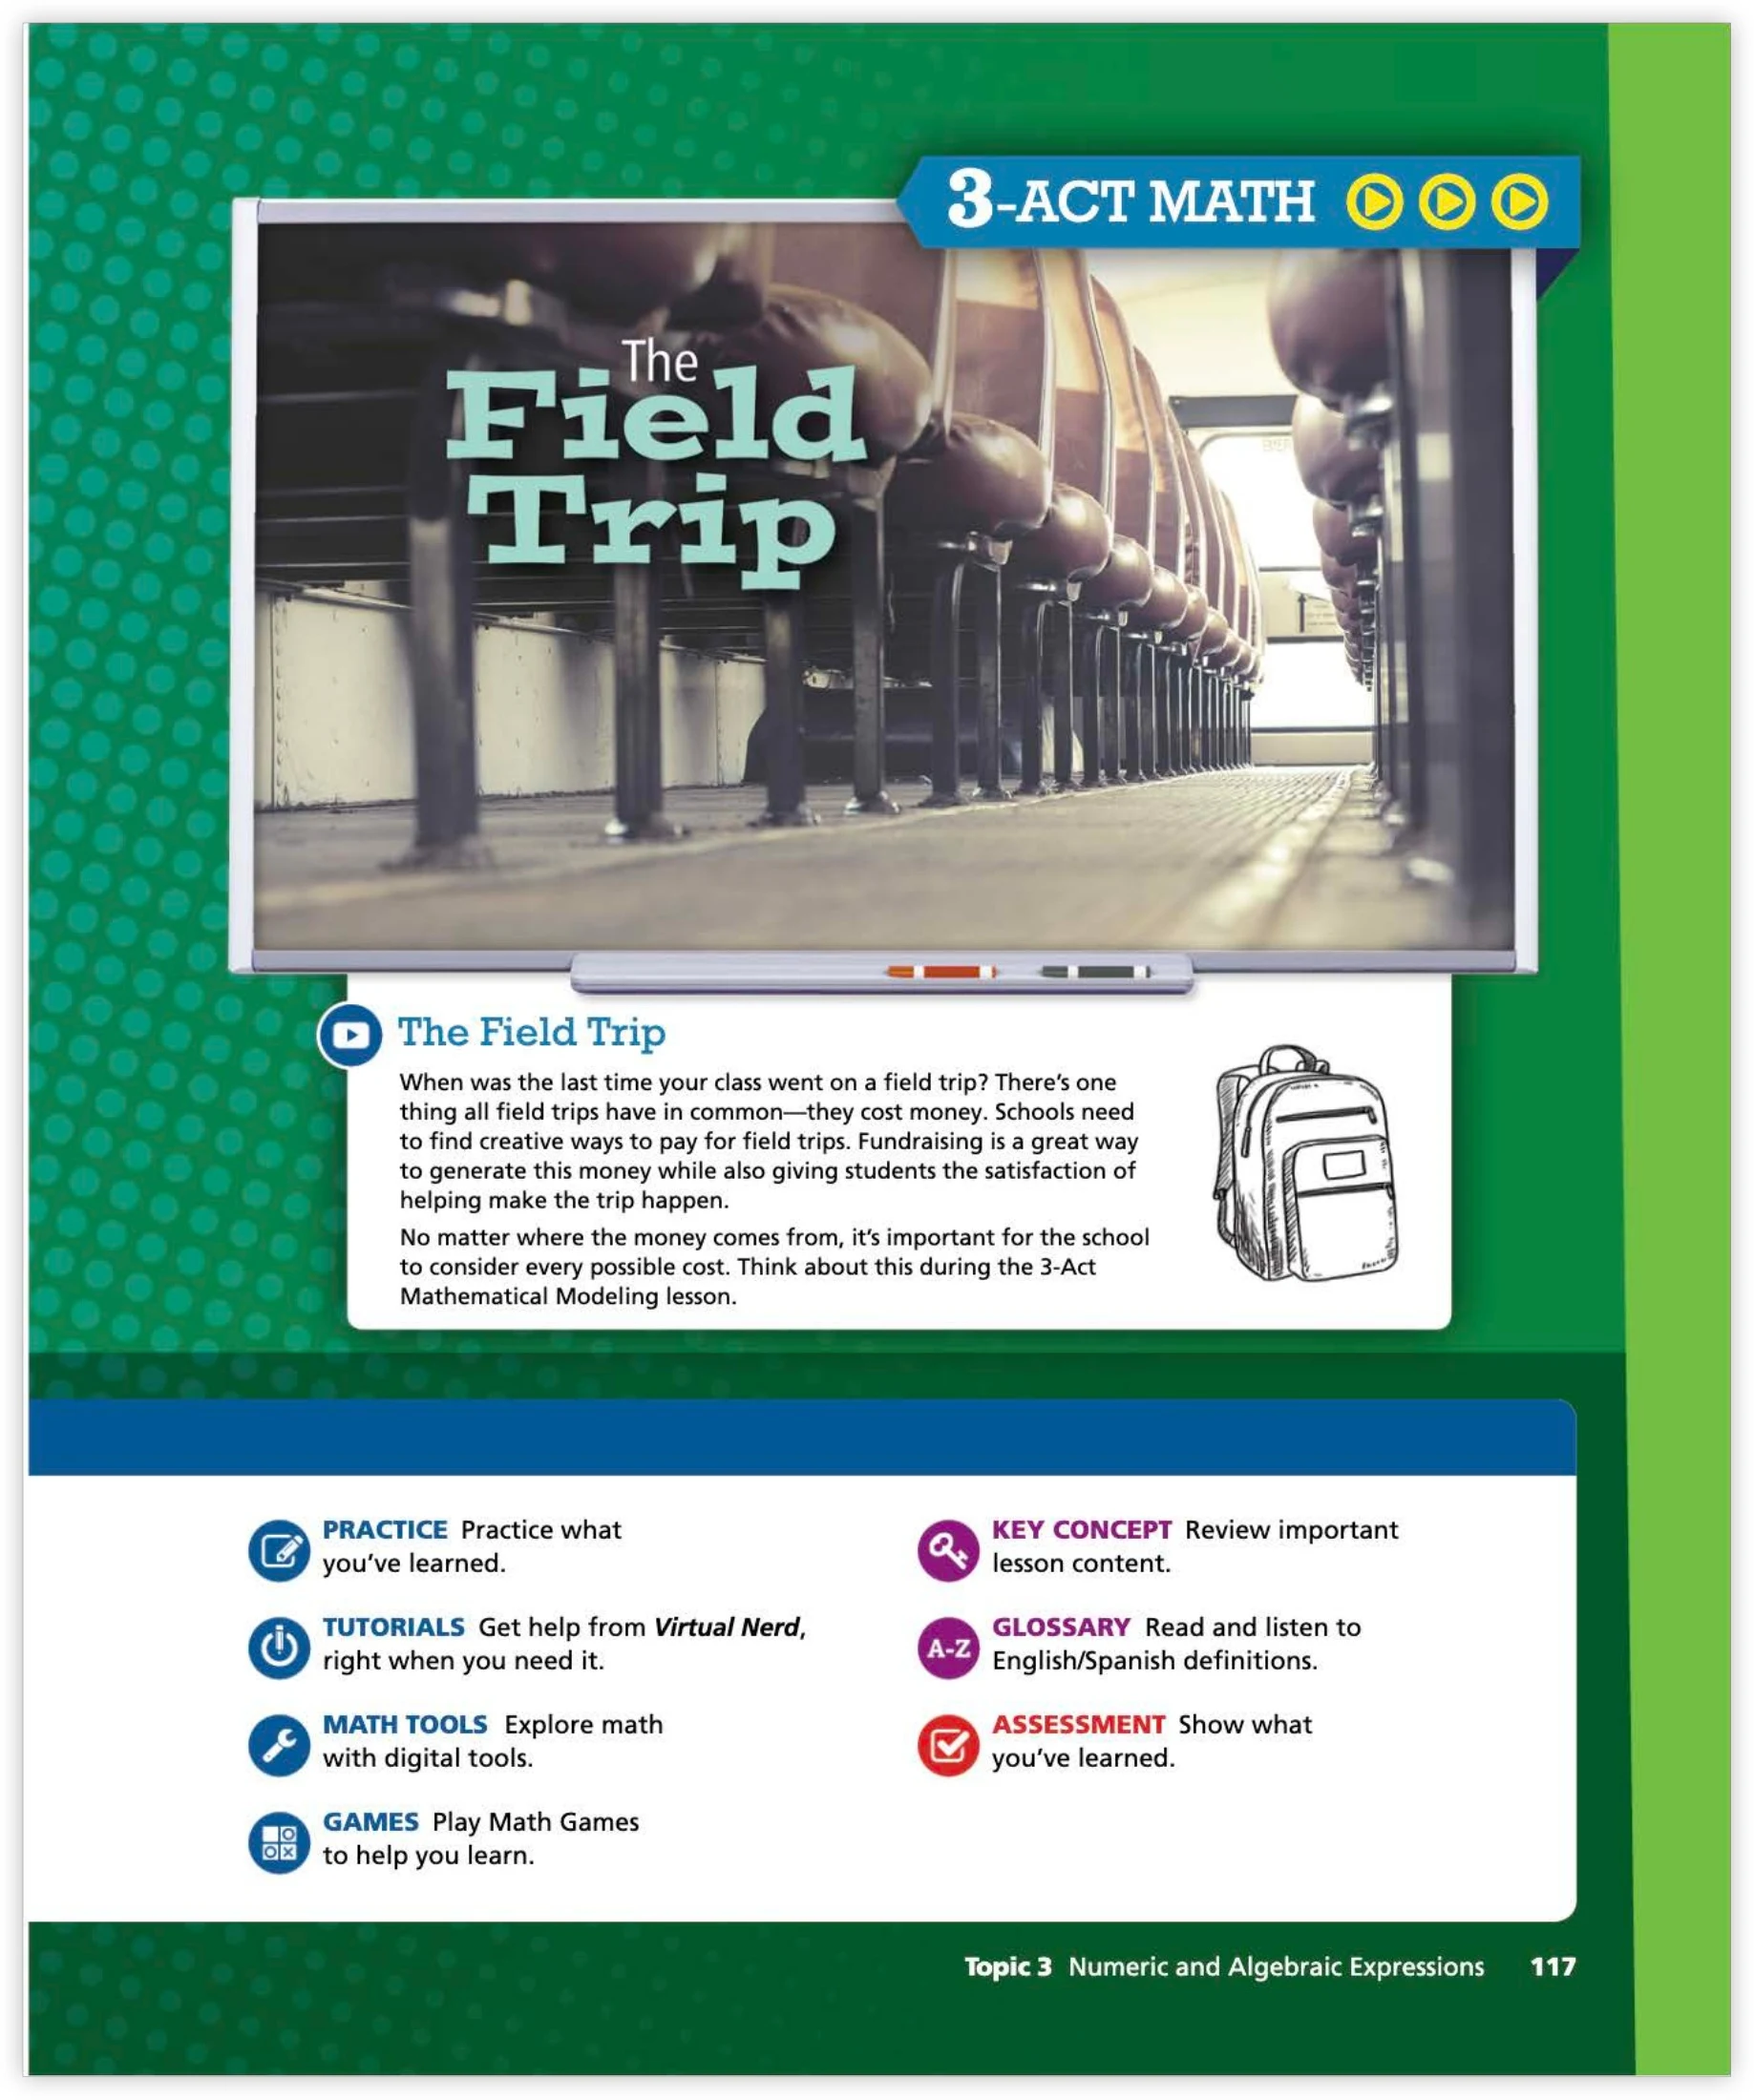 3-ACT MATH
The
Field
Trip
The Field Trip
When was the last time your class went on a field trip? There's one
thing all field trips have in common—they cost money. Schools need
to find creative ways to pay for field trips. Fundraising is a great way
to generate this money while also giving students the satisfaction of
helping make the trip happen.
No matter where the money comes from, it's important for the school
to consider every possible cost. Think about this during the 3-Act
Mathematical Modeling lesson.
PRACTICE Practice what
you've learned.
TUTORIALS Get help from Virtual Nerd,
right when you need it.
MATH TOOLS Explore math
with digital tools.
GAMES Play Math Games
to help you learn.
KEY CONCEPT Review important
lesson content.
A-Z
GLOSSARY Read and listen to
English/Spanish definitions.
ASSESSMENT Show what
you've learned.
Topic 3 Numeric and Algebraic Expressions 117